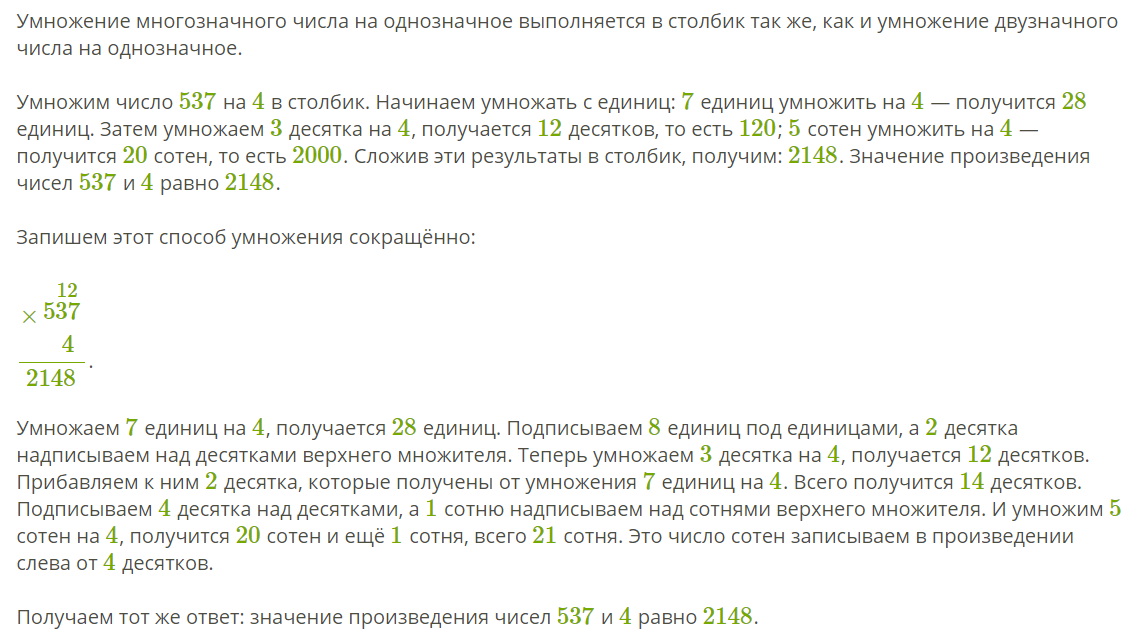 Умножение многозначного числа на однозначное выполняется в столбик так же, как и умножение двузначного
числа на однозначное.
Умножим число 537 на 4 в столбик. Начинаем умножать с единиц: 7 единиц умножить на 4 — получится 28
единиц. Затем умножаем 3 десятка на 4, получается 12 десятков, то есть 120; 5 сотен умножить на 4 —
получится 20 сотен, то есть 2000. Сложив эти результаты в столбик, получим: 2148. Значение произведения
чисел 537 и 4 равно 2148.
Запишем этот способ умножения сокращённо:
12
× 537
4
2148 .
Умножаем 7 единиц на 4, получается 28 единиц. Подписываем 8 единиц под единицами, а 2 десятка
надписываем над десятками верхнего множителя. Теперь умножаем 3 десятка на 4, получается 12 десятков.
Прибавляем к ним 2 десятка, которые получены от умножения 7 единиц на 4. Всего получится 14 десятков.
Подписываем 4 десятка над десятками, а 1 сотню надписываем над сотнями верхнего множителя. И умножим 5
сотен на 4, получится 20 сотен и ещё 1 сотня, всего 21 сотня. Это число сотен записываем в произведении
слева от 4 десятков.
Получаем тот же ответ: значение произведения чисел 537 и 4 равно 2148.